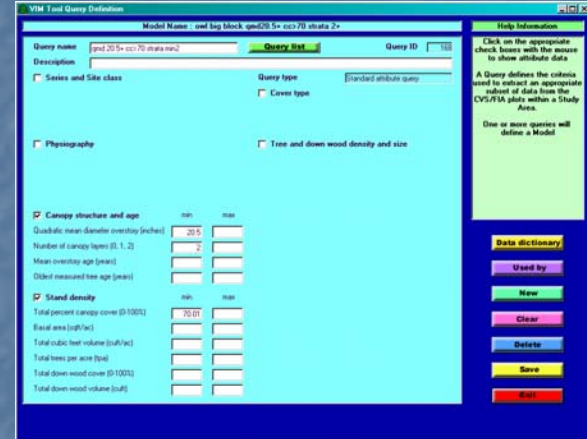 VIM Tool Query Definition
Model Name : owl big block qmd20.5+ cc>70 strata 2+
Help Information
Query name qmd 20.5+ cc>70 strata min2 Query list Query ID 168
Description
Series and Site class
Query type Standard attribute query
Cover type
Physiography
Tree and down wood density and size
Canopy structure and age min max
Quadratic mean diameter overstory (inches) 20.5
Number of canopy layers (0, 1, 2) 2
Mean overstory age (years)
Oldest measured tree age (years)
Stand density min max
Total percent canopy cover (0-100%) 70.01
Basal area (sqft/ac)
Total cubic feet volume (cuft/ac)
Total trees per acre (tpa)
Total down wood cover (0-100%)
Total down wood volume (cuft)
Click on the appropriate
check boxes with the mouse
to show attribute data
A Query defines the criteria
used to extract an appropriate
subset of data from the
CVS/FIA plots within a Study
Area.
One or more queries will
define a Model
Data dictionary
Used by
New
Clear
Delete
Save
Exit